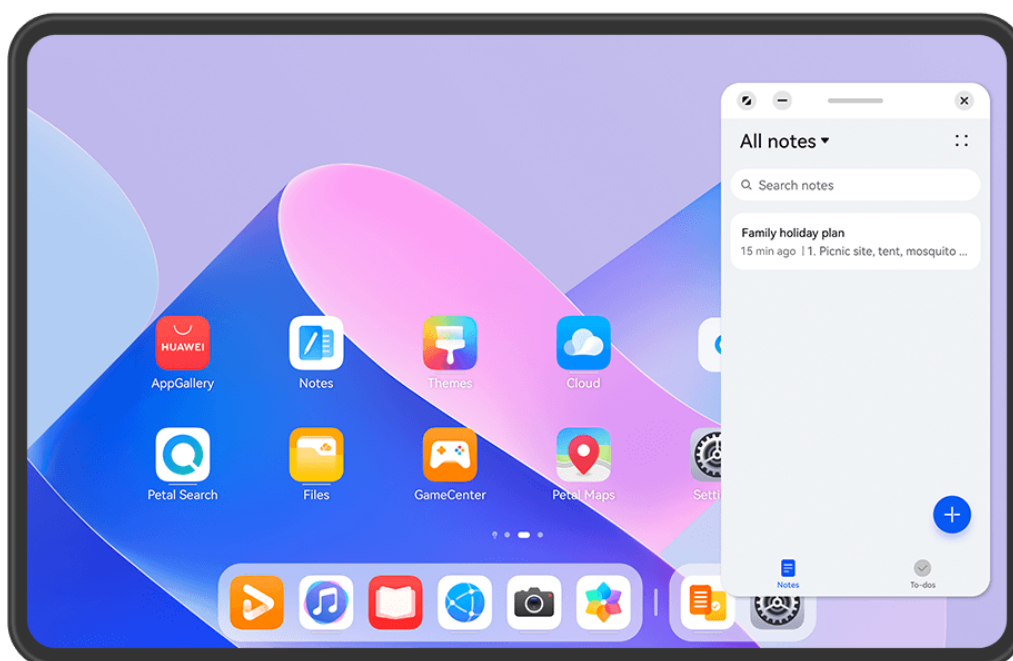 All notes
Search notes
Family holiday plan
15 min ago | 1. Picnic site, tent, mosquito ...
HUAWEI
AppGallery
Notes
Themes
Cloud
Petal Search
Files
GameCenter
Petal Maps
Setti
Notes
To-dos